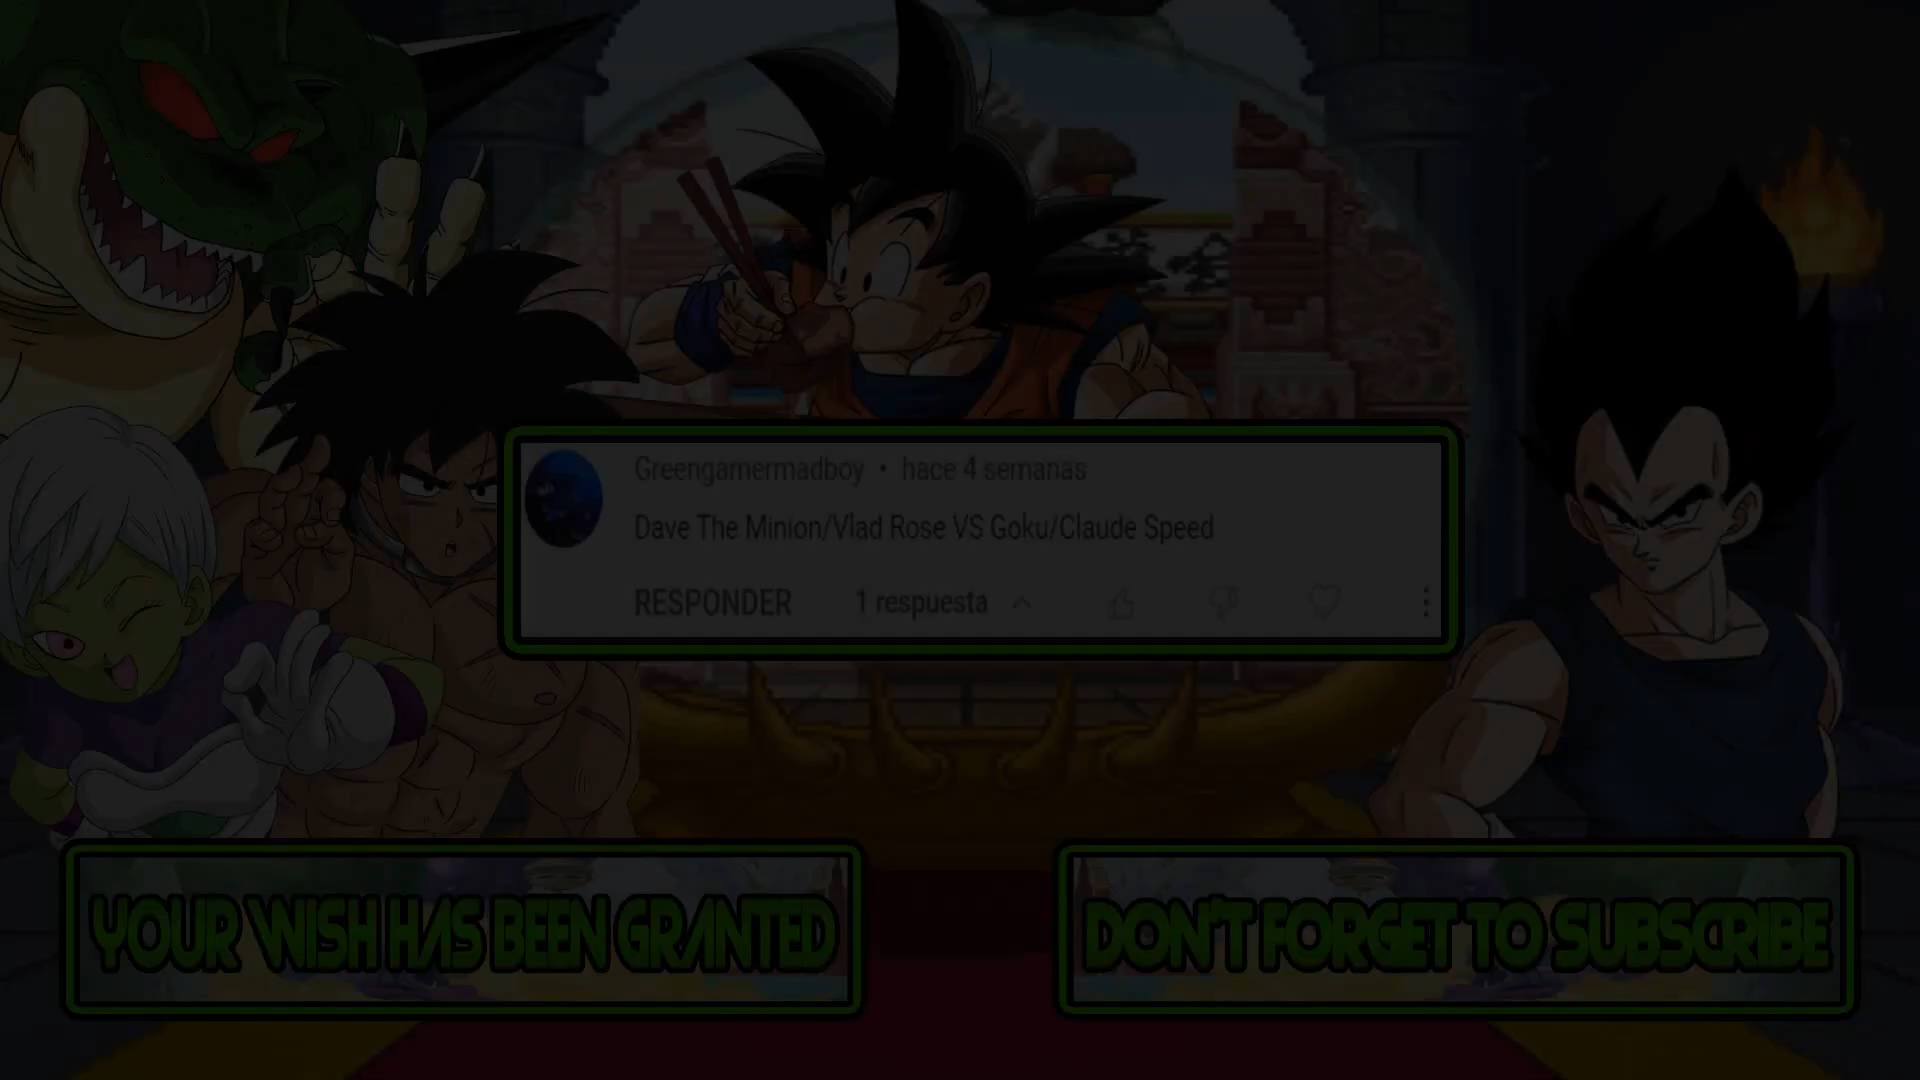 Greengamermadboy • hace 4 semanas
Dave The Minion/Vlad Rose VS Goku/Claude Speed
RESPONDER 1 respuesta
YOUR WISH HAS BEEN GRANTED
DON'T FORGET TO SUBSCRIBE